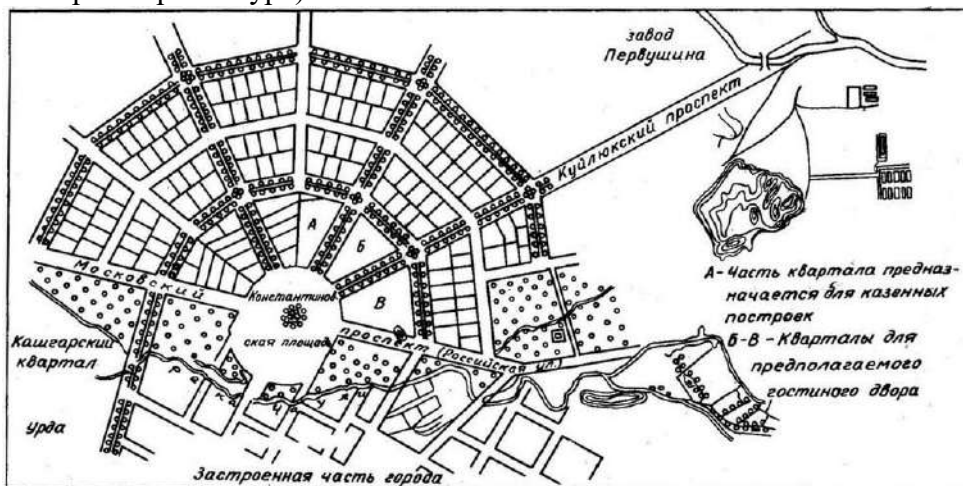 завод
Первушина
Куйлюкский проспект
А
Б
В
Московский
проспект
Константинов
ская площадь
Российская ул.
Кашгарский
квартал
Урда
Застроенная часть города
А-Часть квартала предназ-
начается для казенных
построек
Б-В - Кварталы для
предполагаемого
гостиного двора